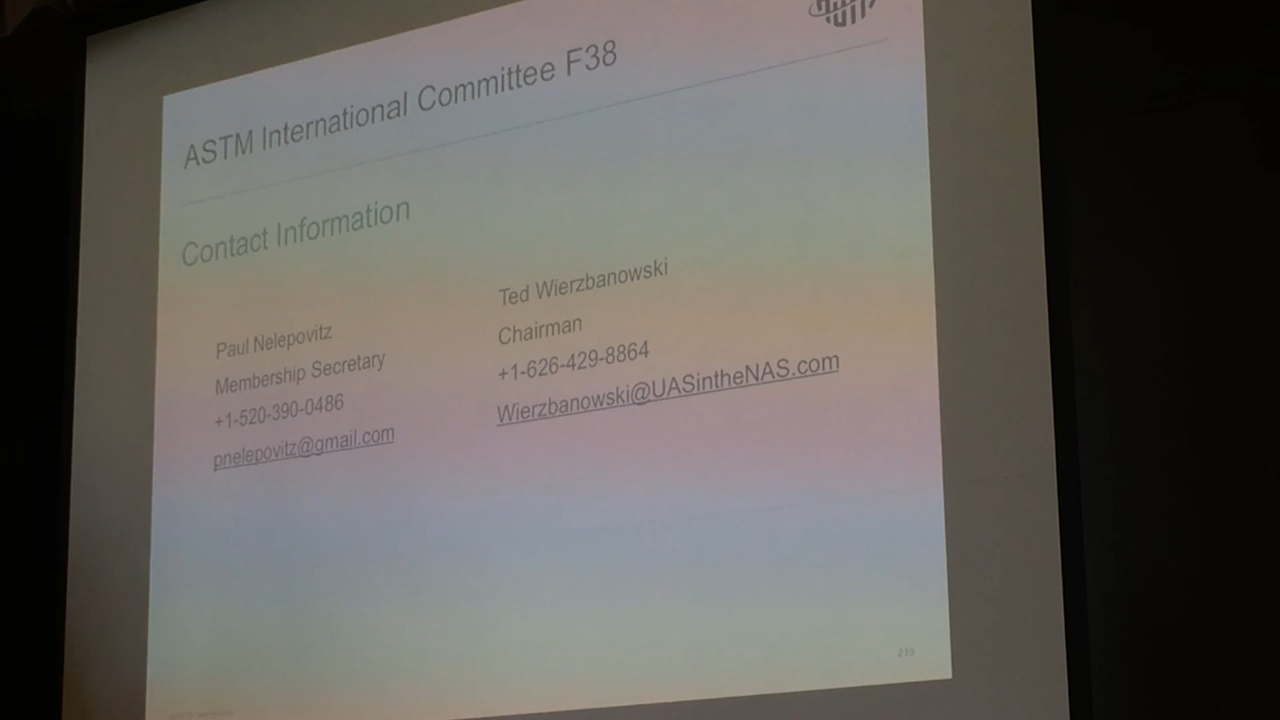 ASTM International Committee F38
Contact Information
Paul Nelepovitz
Membership Secretary
+1-520-390-0486
pnelepovitz@gmail.com
Ted Wierzbanowski
Chairman
+1-626-429-8864
Wierzbanowski@UASintheNAS.com
219